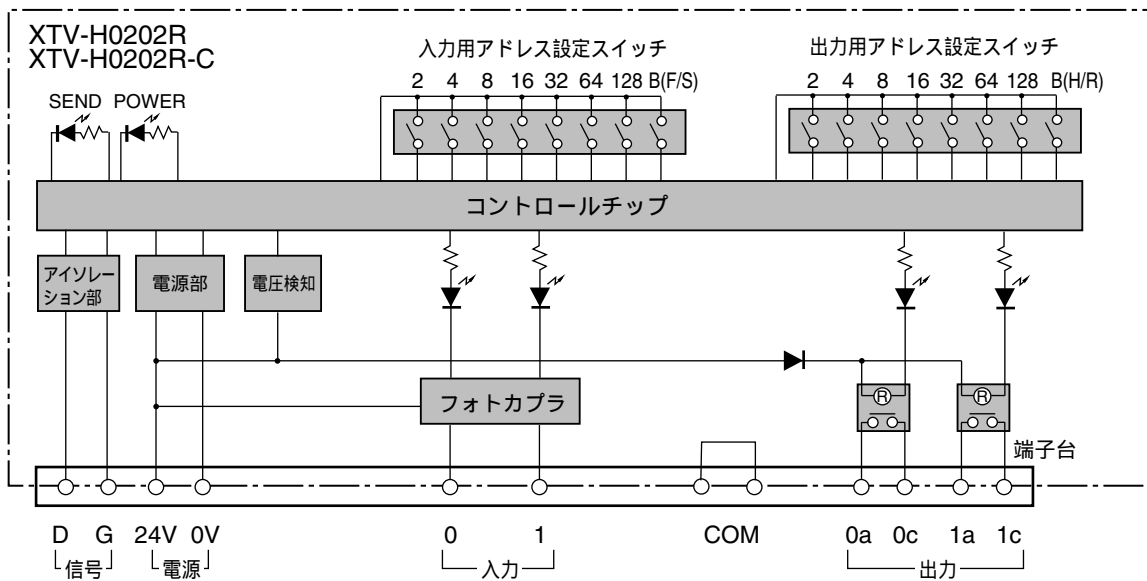 XTV-H0202R
XTV-H0202R-C
入力用アドレス設定スイッチ
出力用アドレス設定スイッチ
2 4 8 16 32 64 128 B(F/S)
2 4 8 16 32 64 128 B(H/R)
SEND POWER
コントロールチップ
アイソレー
ション部
電源部
電圧検知
フォトカプラ
R
R
端子台
D G 24V 0V 0 1 COM 0a 0c 1a 1c
信号 電源 入力 出力